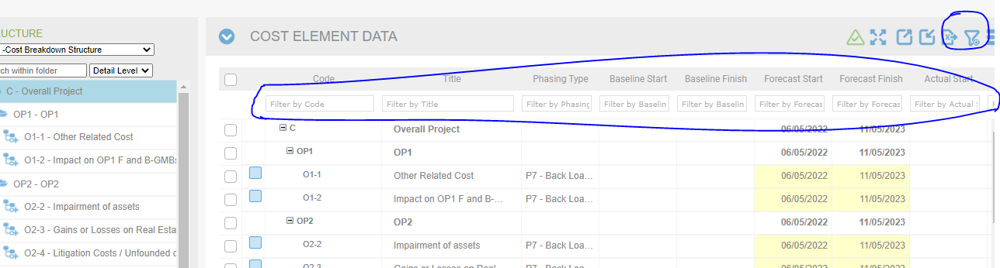 UCTURE
-Cost Breakdown Structure
ch within folder Detail Level
C - Overall Project
OP1 - OP1
O1-1 - Other Related Cost
O1-2 - Impact on OP1 F and B-GMBs
OP2 - OP2
O2-2 - Impairment of assets
O2-3 - Gains or Losses on Real Esta
O2-4 - Litigation Costs / Unfounded c
COST ELEMENT DATA
Code Title Phasing Type Baseline Start Baseline Finish Forecast Start Forecast Finish Actual Start
Filter by Code Filter by Title Filter by Phasing Filter by Baselin Filter by Baselin Filter by Forecas Filter by Forecas Filter by Actual
C Overall Project 06/05/2022 11/05/2023
OP1 OP1 06/05/2022 11/05/2023
O1-1 Other Related Cost P7 - Back Loa... 06/05/2022 11/05/2023
O1-2 Impact on OP1 F and B-... P7 - Back Loa... 06/05/2022 11/05/2023
OP2 OP2 06/05/2022 11/05/2023
O2-2 Impairment of assets P7 - Back Loa... 06/05/2022 11/05/2023
O2-3 Gains or Losses on Real P7 - Back Loa 06/05/2022 11/05/2023